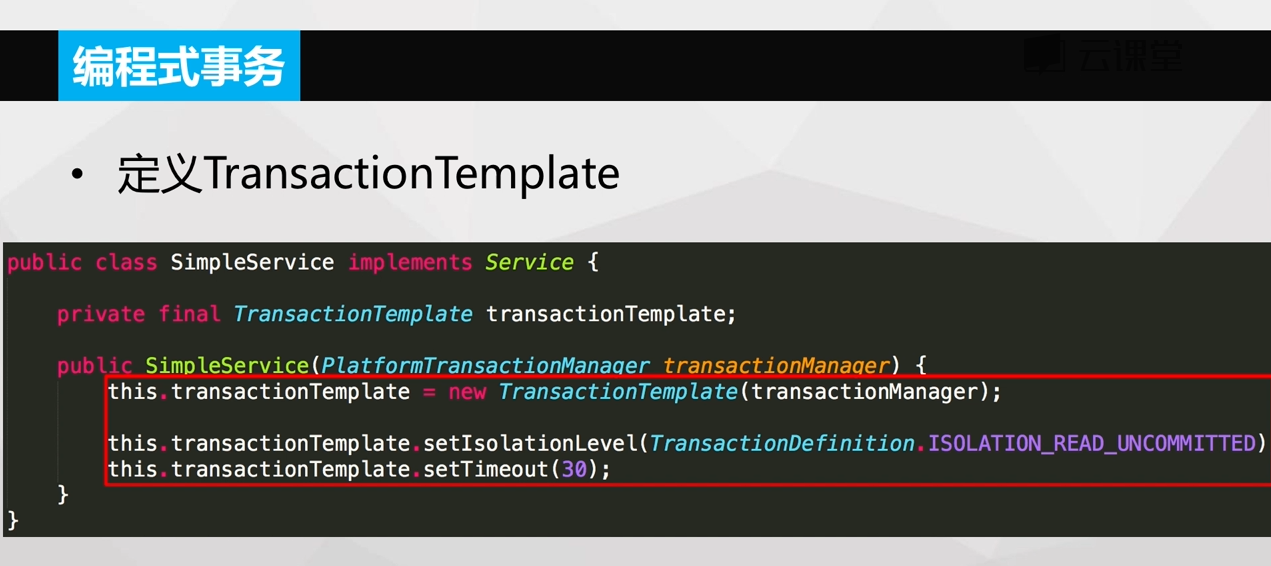 编程式事务
云课堂
• 定义TransactionTemplate
public class SimpleService implements Service {
private final TransactionTemplate transactionTemplate;
public SimpleService(PlatformTransactionManager transactionManager) {
this.transactionTemplate = new TransactionTemplate(transactionManager);
this.transactionTemplate.setIsolationLevel(TransactionDefinition.ISOLATION_READ_UNCOMMITTED)
this.transactionTemplate.setTimeout(30);
}
}